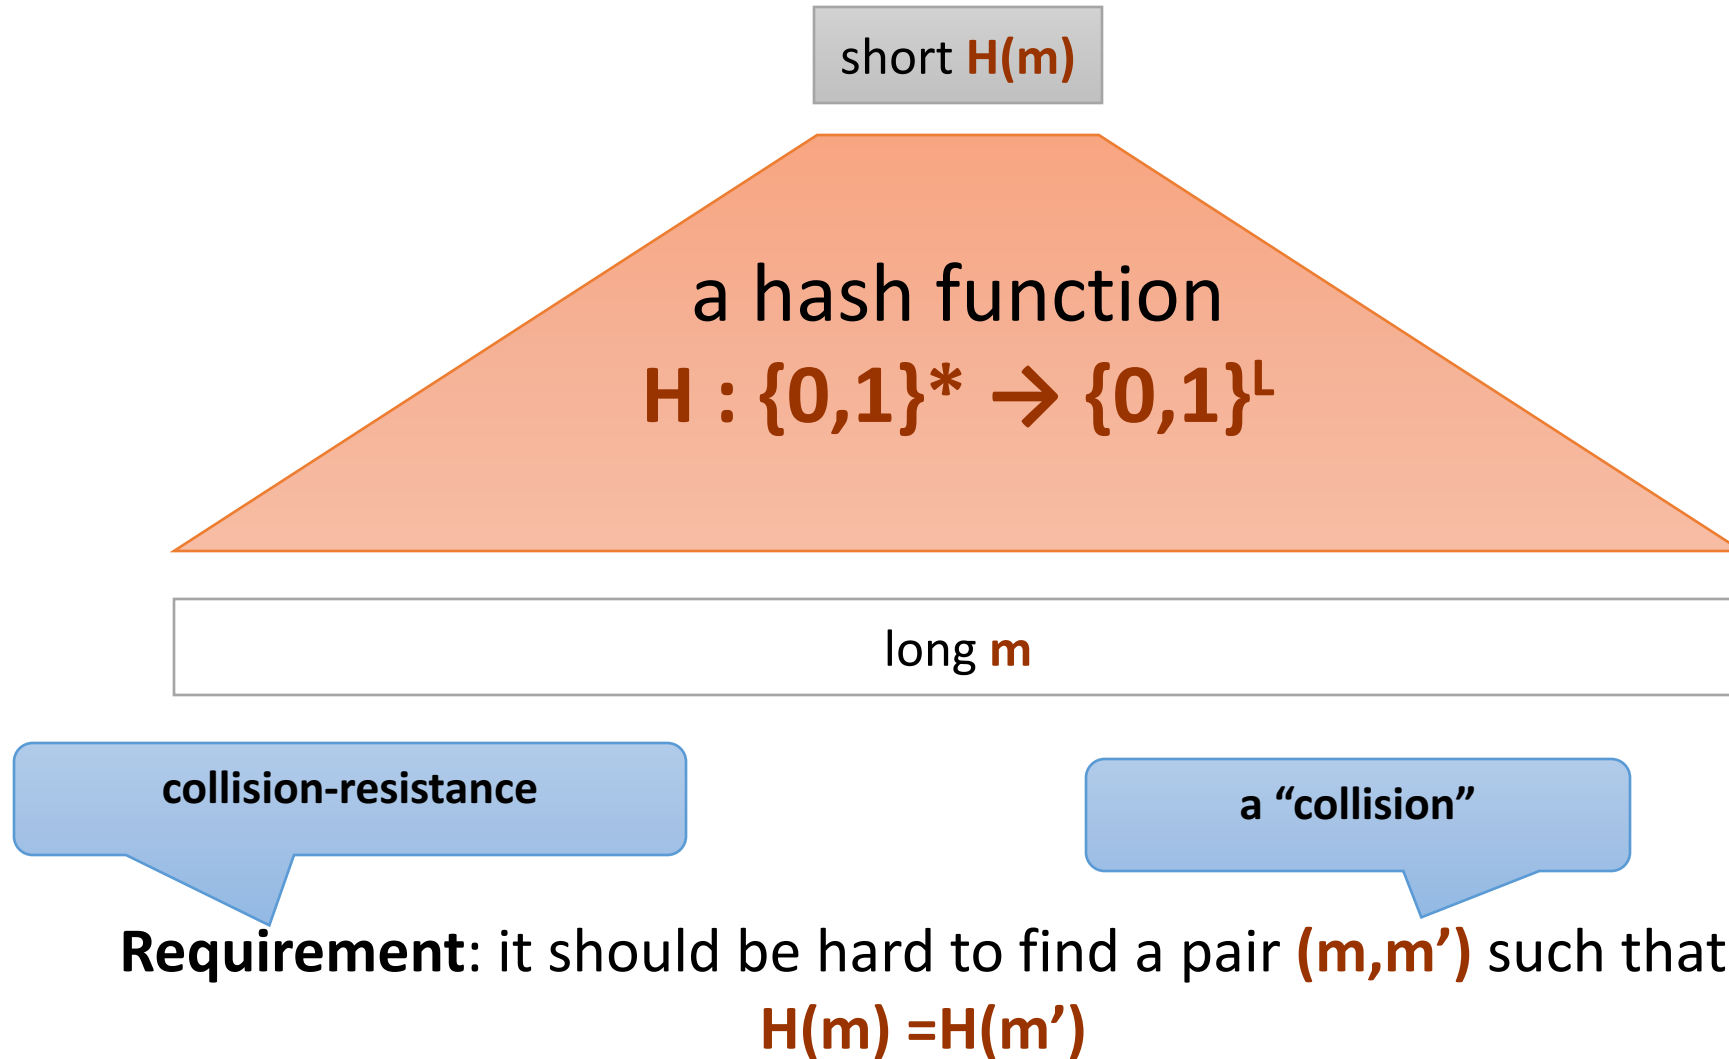 short H(m)
a hash function
H : {0,1}* → {0,1}ᴸ
long m
collision-resistance
a “collision”
Requirement: it should be hard to find a pair (m,m’) such that
H(m) =H(m’)